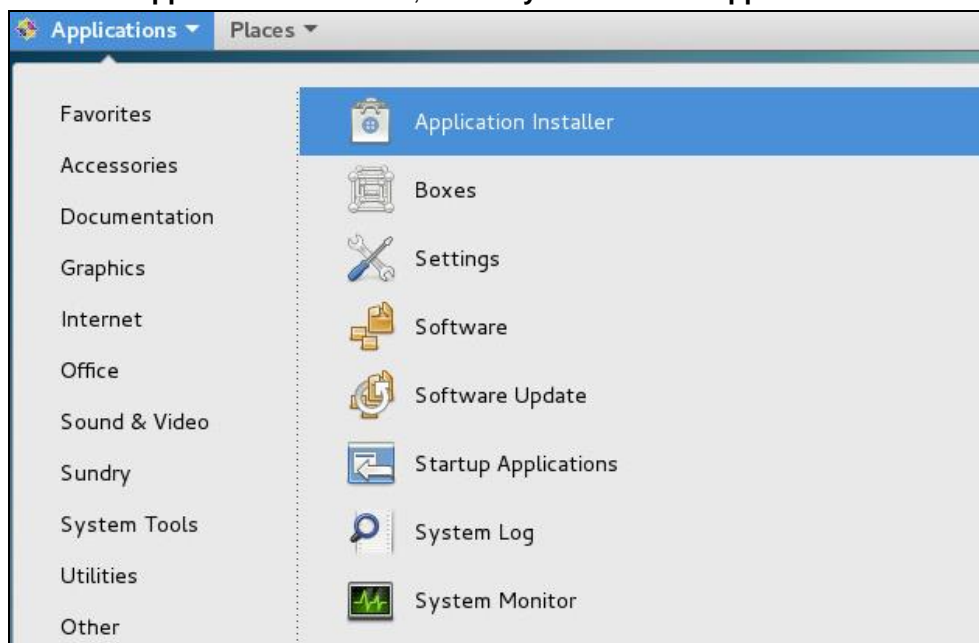 Applications Places
Favorites
Accessories
Documentation
Graphics
Internet
Office
Sound & Video
Sundry
System Tools
Utilities
Other
Application Installer
Boxes
Settings
Software
Software Update
Startup Applications
System Log
System Monitor